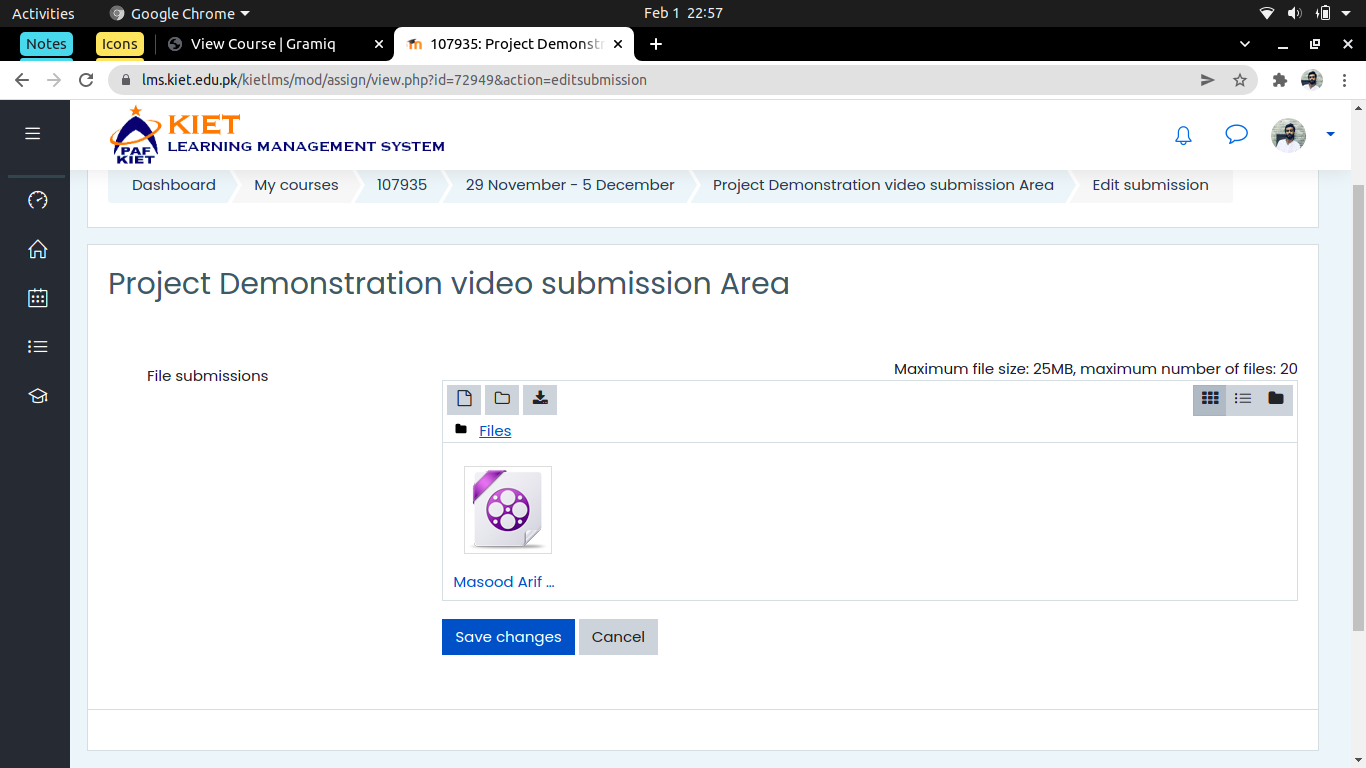 Activities
Google Chrome
Feb 1 22:57
Notes
Icons
View Course | Gramiq
107935: Project Demonstr
lms.kiet.edu.pk/kietlms/mod/assign/view.php?id=72949&action=editsubmission
PAF
KIET
KIET
LEARNING MANAGEMENT SYSTEM
Dashboard
My courses
107935
29 November - 5 December
Project Demonstration video submission Area
Edit submission
Project Demonstration video submission Area
File submissions
Maximum file size: 25MB, maximum number of files: 20
Files
Masood Arif ...
Save changes
Cancel